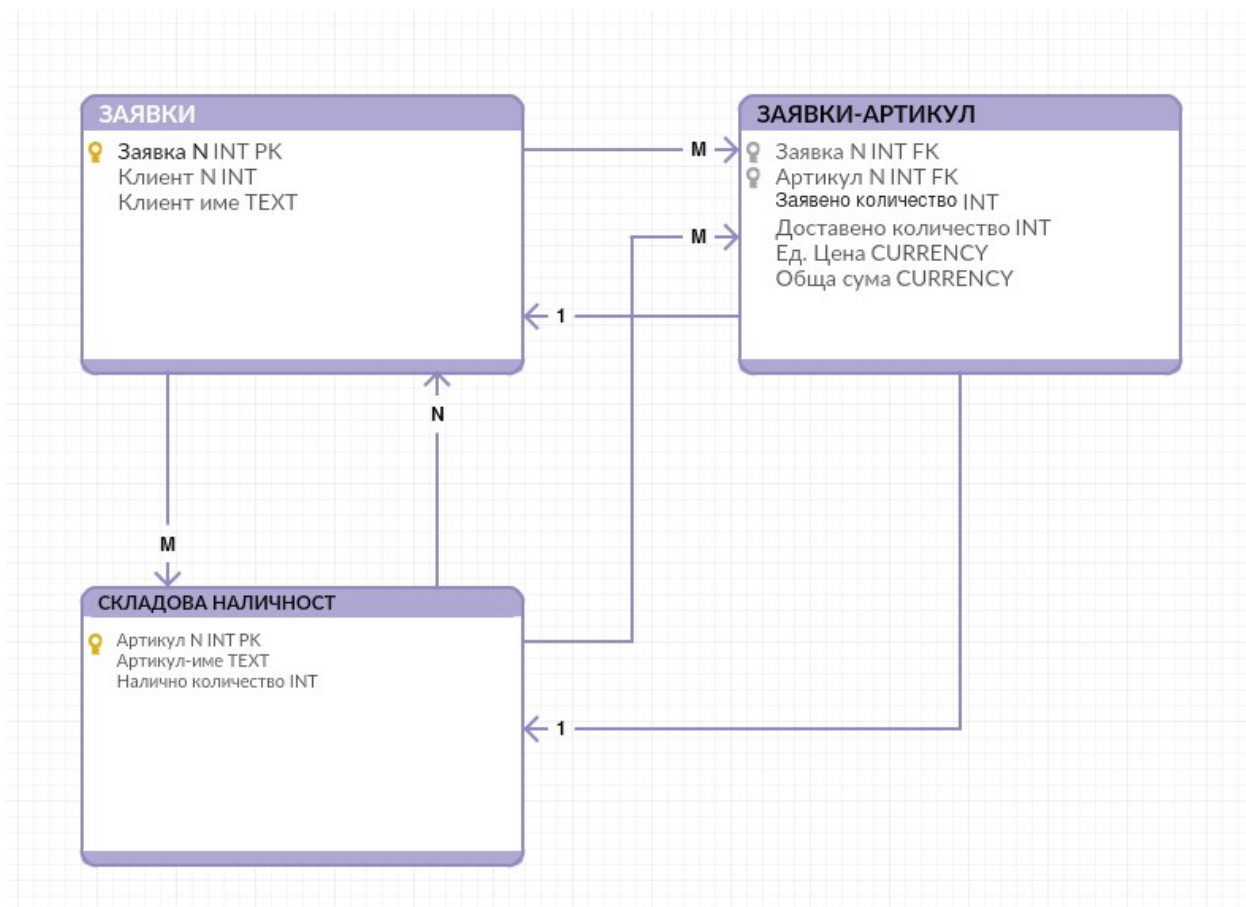 ЗАЯВКИ
Заявка N INT PK
Клиент N INT
Клиент име TEXT
ЗАЯВКИ-АРТИКУЛ
Заявка N INT FK
Артикул N INT FK
Заявено количество INT
Доставено количество INT
Ед. Цена CURRENCY
Обща сума CURRENCY
M
M
1
N
M
СКЛАДОВА НАЛИЧНОСТ
Артикул N INT PK
Артикул-име TEXT
Налично количество INT
1